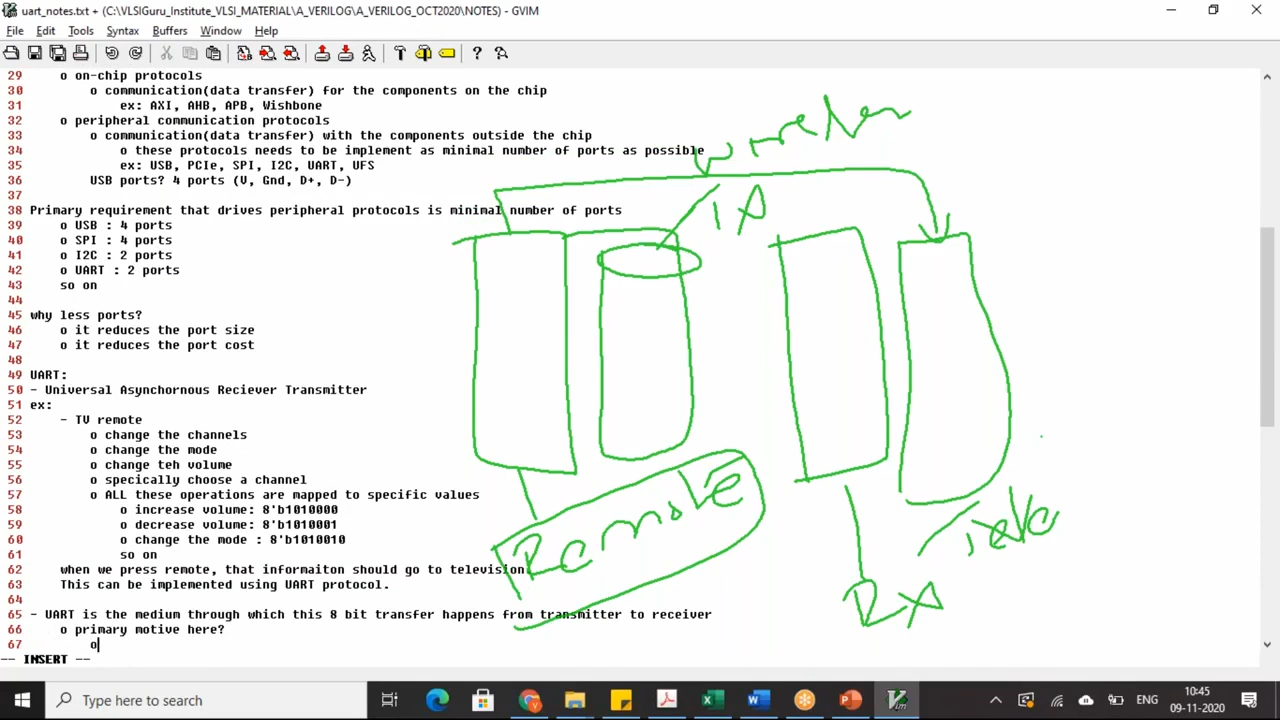 uart_notes.txt + (C:\VLSIGuru_Institute_VLSI_MATERIAL\A_VERILOG\A_VERILOG_OCT2020\NOTES) - GVIM
File Edit Tools Syntax Buffers Window Help
29 o on-chip protocols
30 o communication(data transfer) for the components on the chip
31 ex: AXI, AHB, APB, Wishbone
32 o peripheral communication protocols
33 o communication(data transfer) with the components outside the chip
34 o these protocols needs to be implement as minimal number of ports as possible
35 ex: USB, PCIe, SPI, I2C, UART, UFS
36 USB ports? 4 ports (V, Gnd, D+, D-)
37
38 Primary requirement that drives peripheral protocols is minimal number of ports
39 o USB : 4 ports
40 o SPI : 4 ports
41 o I2C : 2 ports
42 o UART : 2 ports
43 so on
44
45 why less ports?
46 o it reduces the port size
47 o it reduces the port cost
48
49 UART:
50 - Universal Asynchornous Reciever Transmitter
51 ex:
52 - TV remote
53 o change the channels
54 o change the mode
55 o change teh volume
56 o specically choose a channel
57 o ALL these operations are mapped to specific values
58 o increase volume: 8'b1010000
59 o decrease volume: 8'b1010001
60 o change the mode : 8'b1010010
61 so on
62 when we press remote, that informaiton should go to television
63 This can be implemented using UART protocol.
64
65 - UART is the medium through which this 8 bit transfer happens from transmitter to receiver
66 o primary motive here?
67 o
-- INSERT --
Remote
Rx
Type here to search
ENG
10:45
09-11-2020